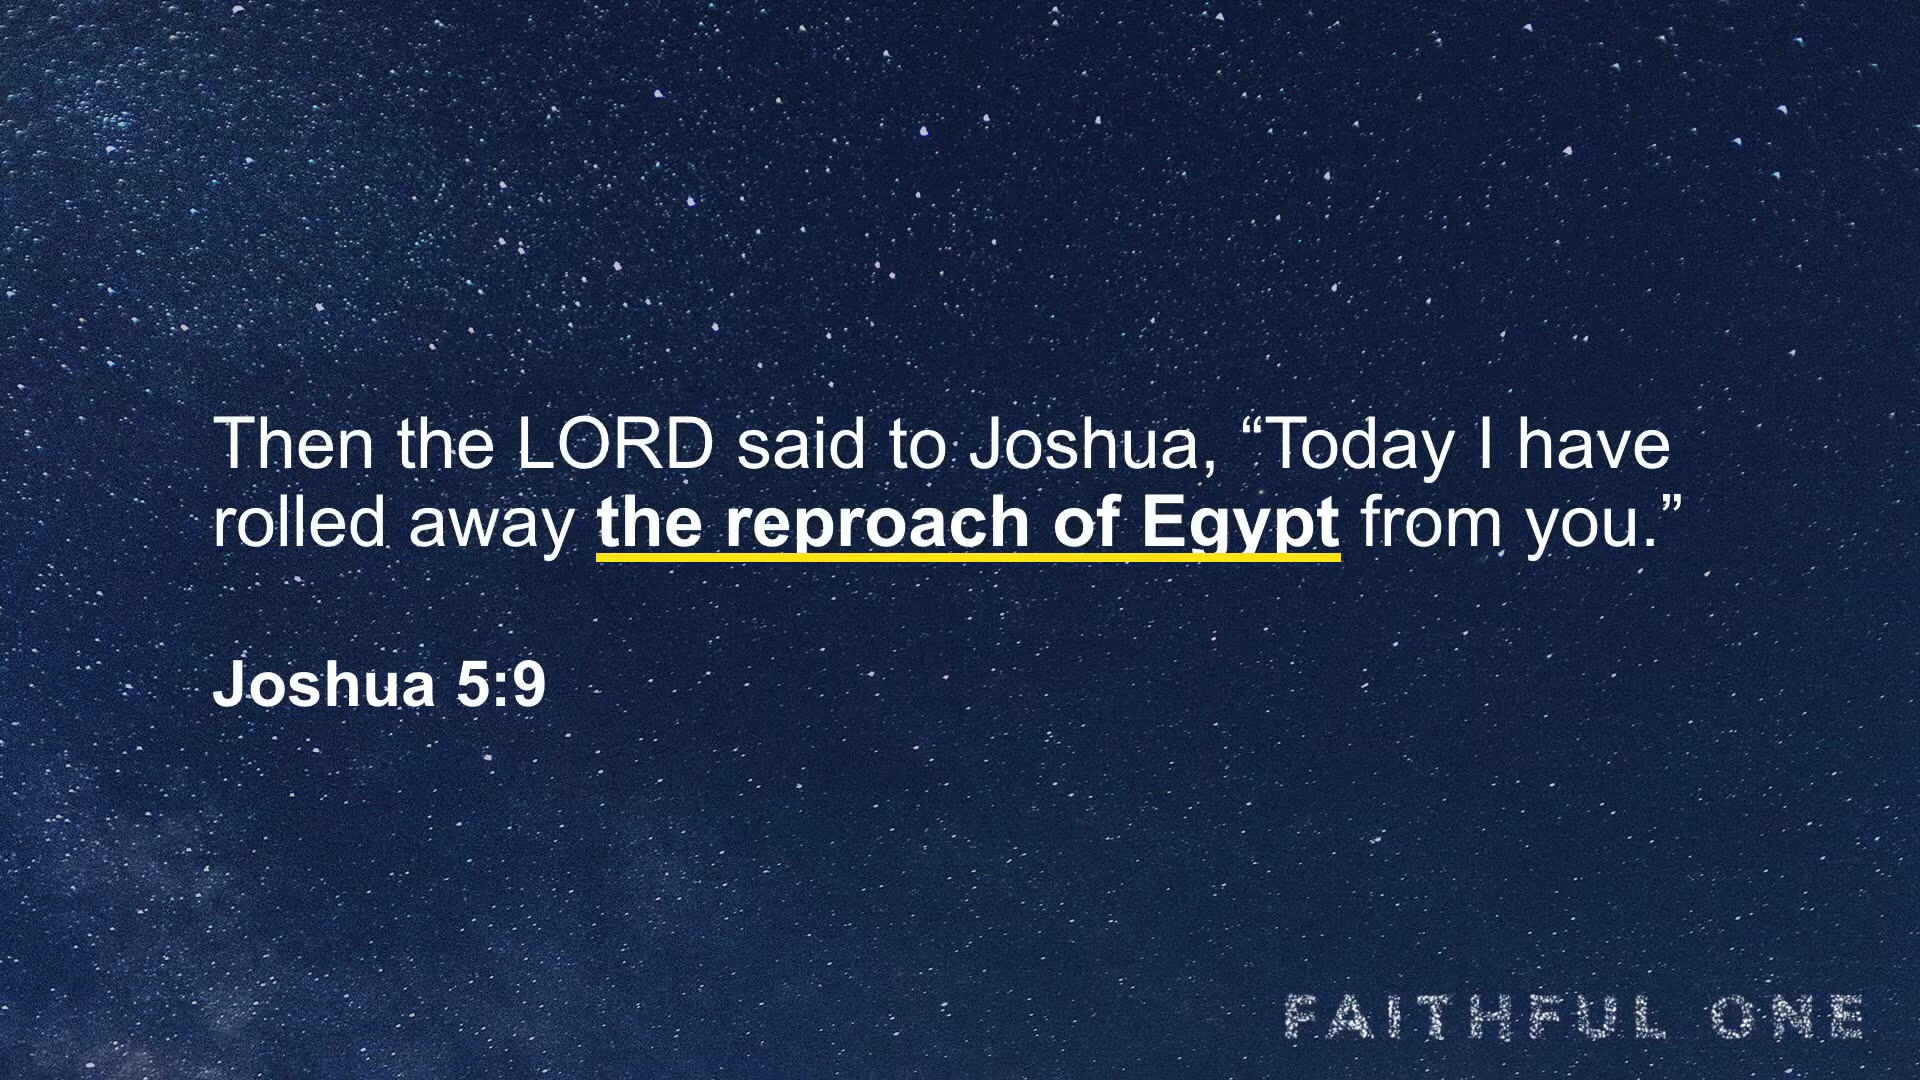 Then the LORD said to Joshua, “Today I have
rolled away the reproach of Egypt from you.”
Joshua 5:9
FAITHFUL ONE